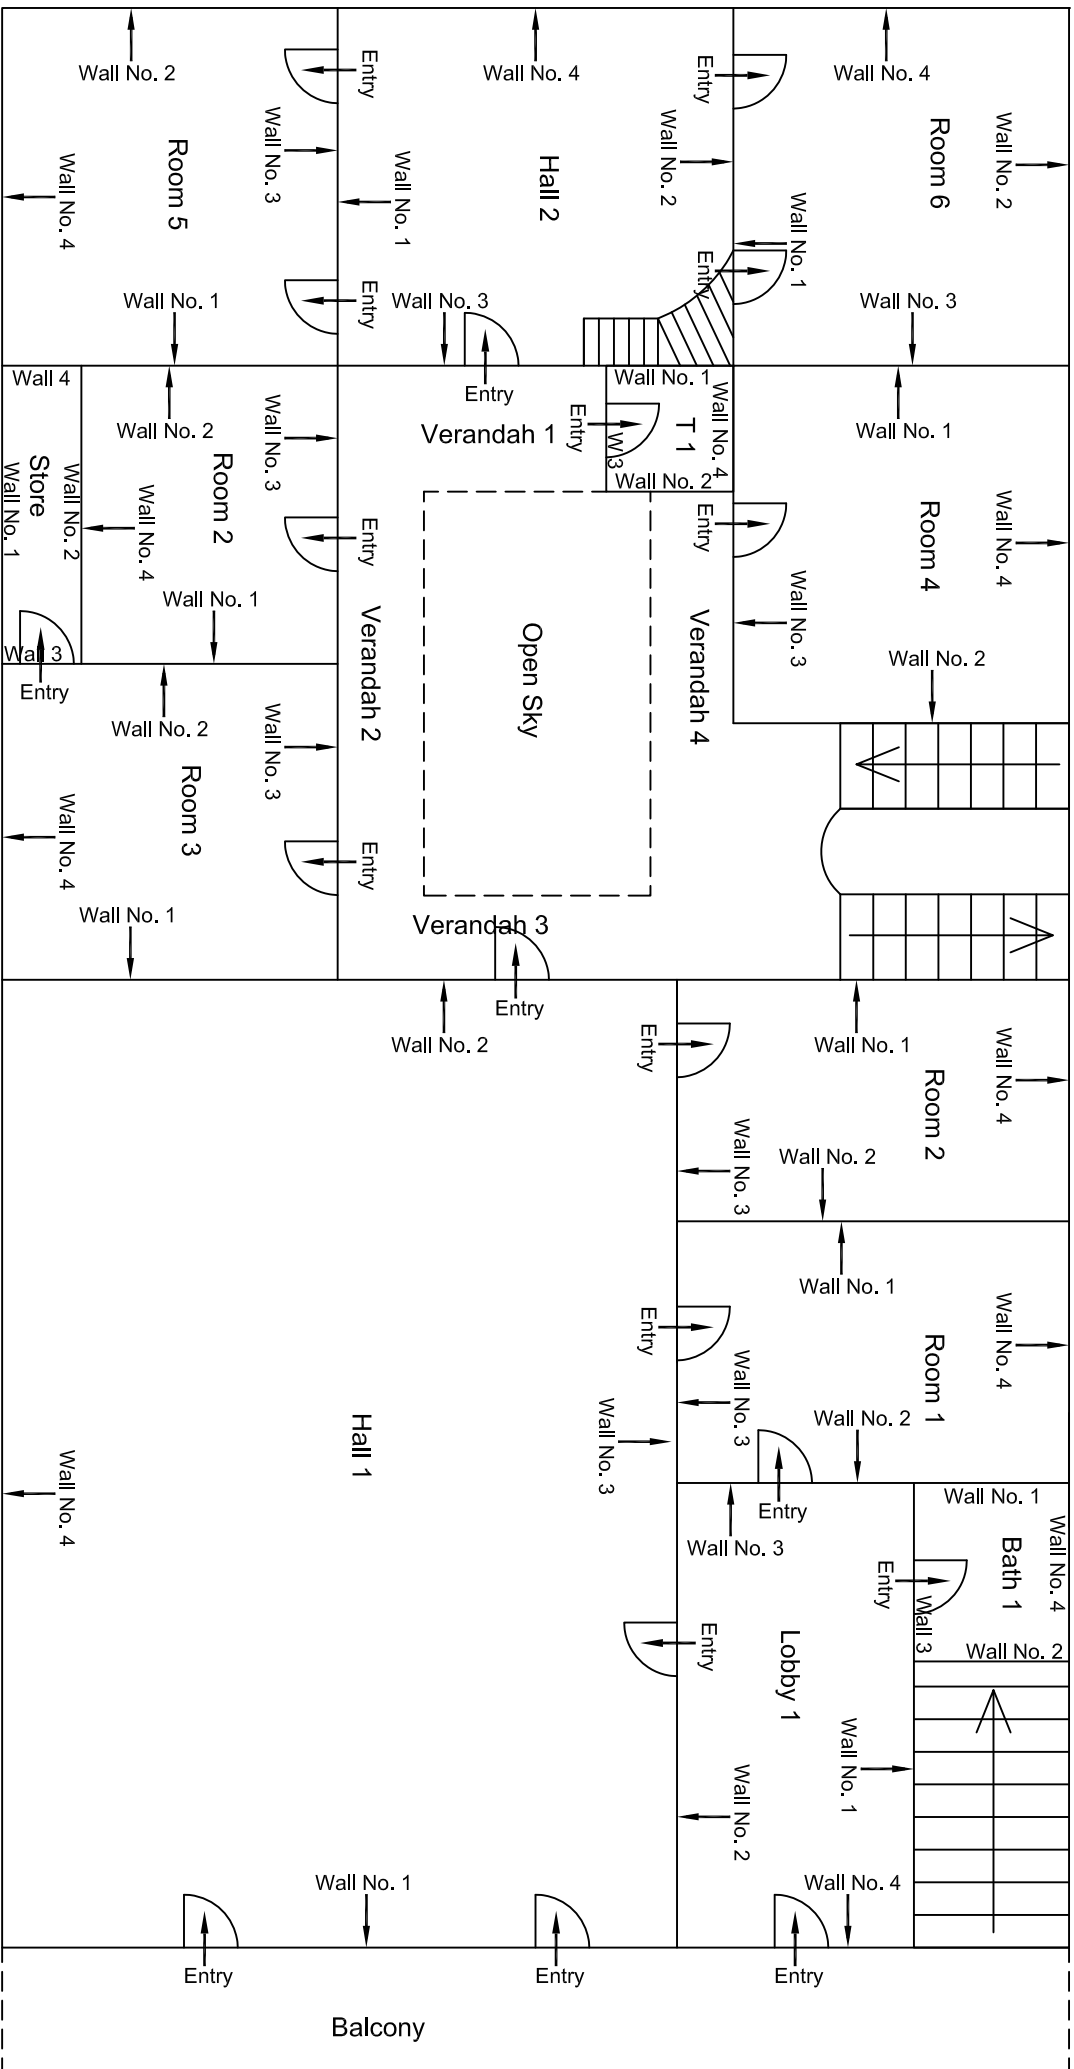 Wall No. 2
Entry
Wall No. 4
Entry
Wall No. 4
Wall No. 3
Room 5
Wall No. 4
Wall No. 1
Hall 2
Wall No. 2
Room 6
Wall No. 2
Wall No. 1
Entry
Wall No. 1
Entry
Wall No. 3
Wall No. 3
Entry
Wall 4
Wall No. 2
Wall No. 3
Verandah 1
Entry
Wall No. 1
T 1
Wall No. 4
W 3
Wall No. 2
Wall No. 1
Store
Wall No. 1
Wall No. 2
Room 2
Wall No. 4
Entry
Entry
Room 4
Wall No. 4
Wall No. 1
Wall 3
Entry
Verandah 2
Open Sky
Verandah 4
Wall No. 3
Wall No. 2
Wall No. 2
Room 3
Wall No. 3
Wall No. 4
Entry
Wall No. 1
Verandah 3
Entry
Wall No. 2
Entry
Wall No. 1
Room 2
Wall No. 4
Wall No. 3
Wall No. 2
Wall No. 1
Entry
Room 1
Wall No. 4
Wall No. 3
Wall No. 2
Hall 1
Wall No. 3
Wall No. 4
Entry
Wall No. 3
Wall No. 1
Bath 1
Wall No. 4
Entry
Wall 3
Wall No. 2
Entry
Lobby 1
Wall No. 1
Wall No. 2
Wall No. 1
Wall No. 4
Entry
Entry
Entry
Balcony